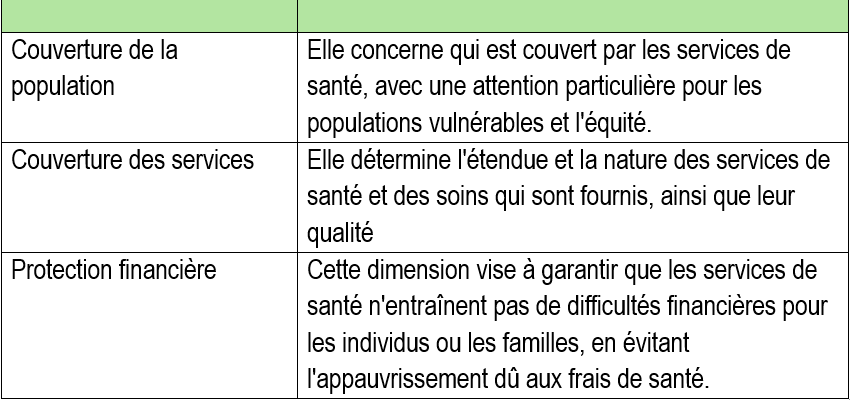 Couverture de la
population
Elle concerne qui est couvert par les services de
santé, avec une attention particulière pour les
populations vulnérables et l'équité.
Couverture des services
Elle détermine l'étendue et la nature des services de
santé et des soins qui sont fournis, ainsi que leur
qualité
Protection financière
Cette dimension vise à garantir que les services de
santé n'entraînent pas de difficultés financières pour
les individus ou les familles, en évitant
l'appauvrissement dû aux frais de santé.